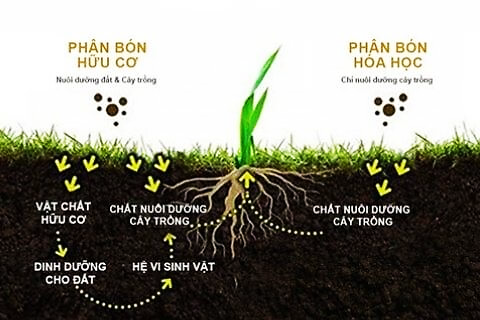 PHÂN BÓN
HỮU CƠ
Nuôi dưỡng đất & Cây trồng
PHÂN BÓN
HÓA HỌC
Chỉ nuôi dưỡng cây trồng
VẬT CHẤT
HỮU CƠ
CHẤT NUÔI DƯỠNG
CÂY TRỒNG
CHẤT NUÔI DƯỠNG
CÂY TRỒNG
DINH DƯỠNG
CHO ĐẤT
HỆ VI SINH VẬT